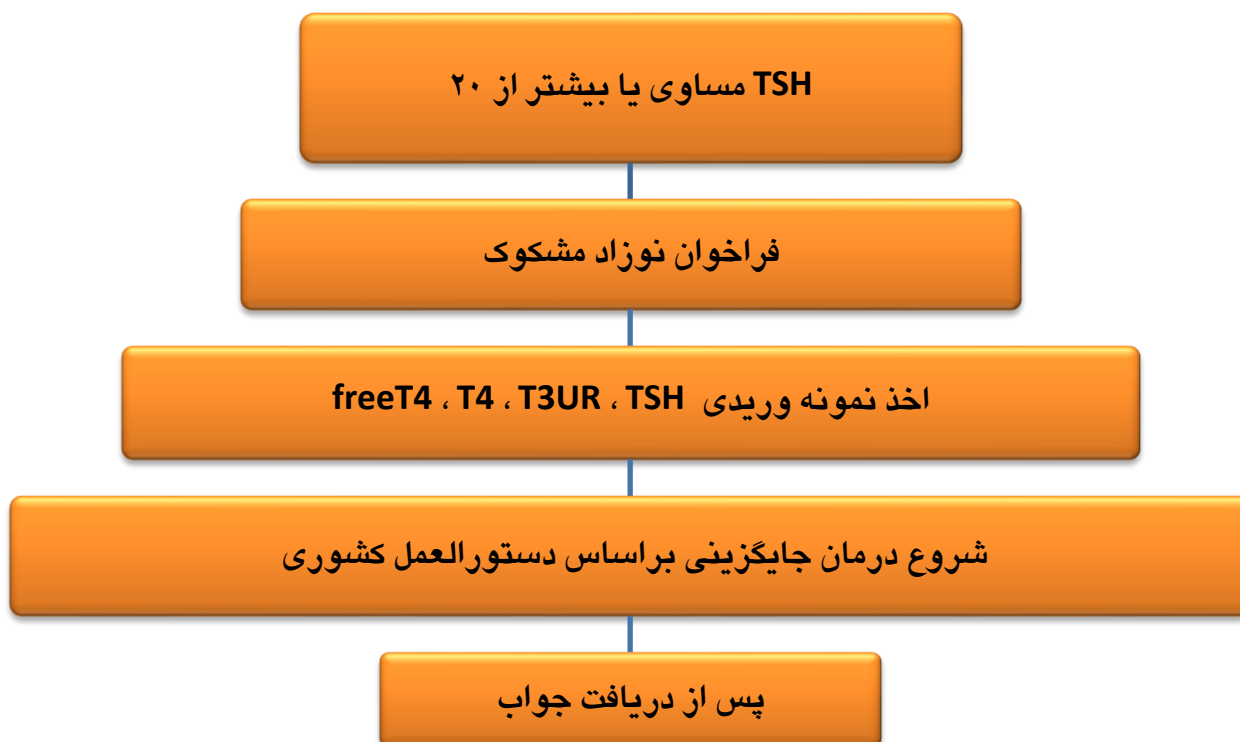 TSH مساوی یا بیشتر از ۲۰
فراخوان نوزاد مشکوک
اخذ نمونه وریدی freeT4 ، T4 ، T3UR ، TSH
شروع درمان جایگزینی براساس دستورالعمل کشوری
پس از دریافت جواب